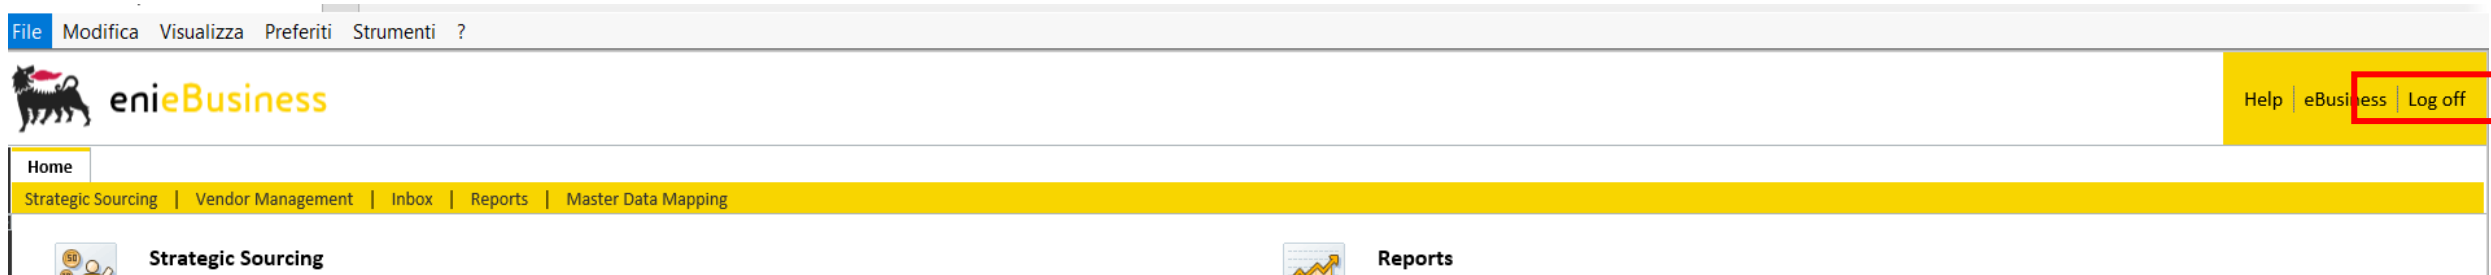 File Modifica Visualizza Preferiti Strumenti ?
enieBusiness
Help | eBusiness | Log off
Home
Strategic Sourcing | Vendor Management | Inbox | Reports | Master Data Mapping
50
Strategic Sourcing
Reports